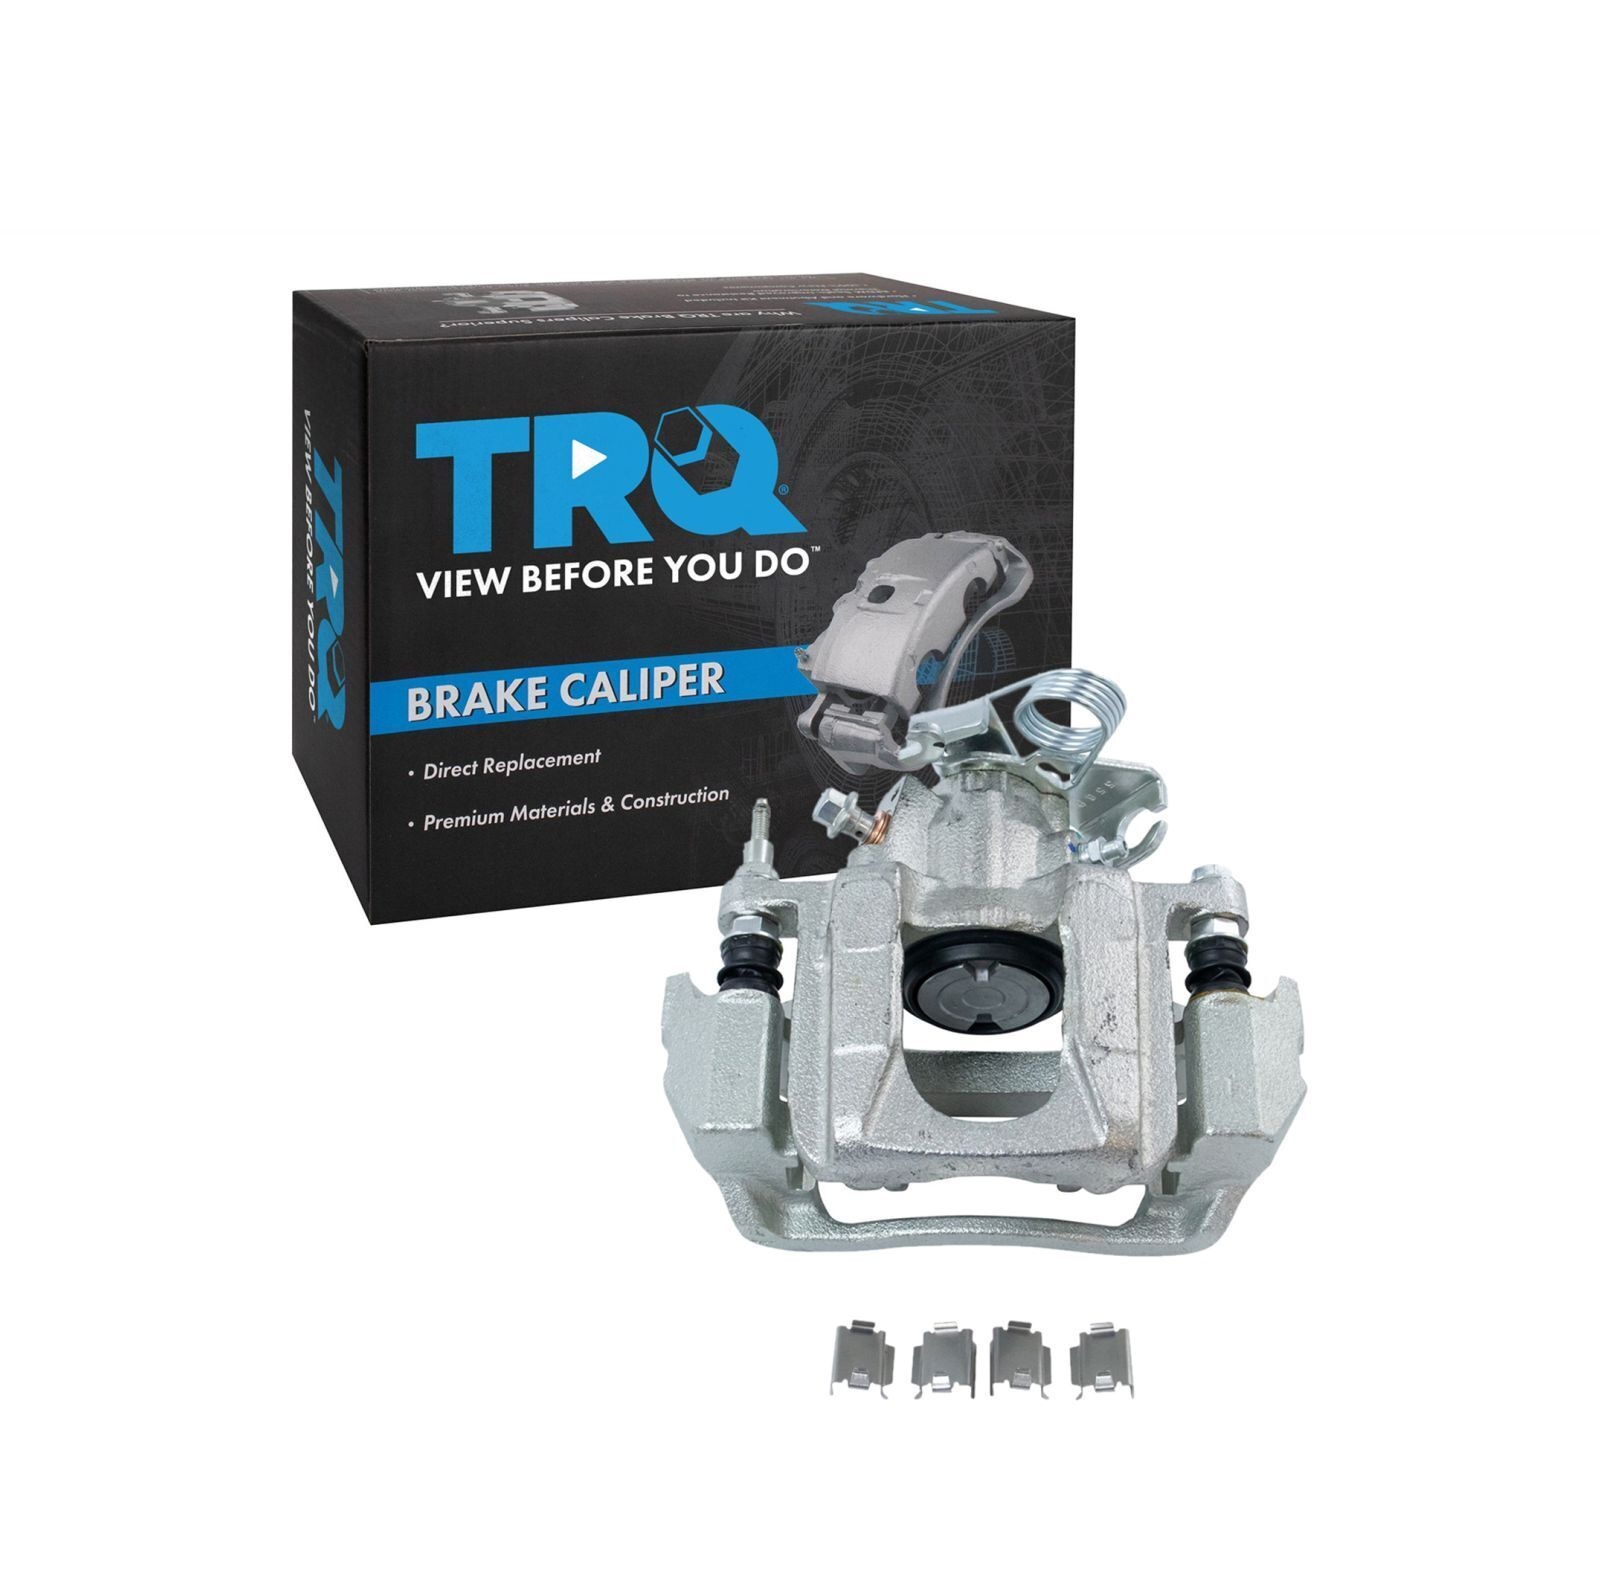 Why are TRQ Brake Calipers Superior?
TRQ
TRQ®
VIEW BEFORE YOU DO™
BRAKE CALIPER
• Direct Replacement
• Premium Materials & Construction
VIEW BEFORE YOU DO
TRQ